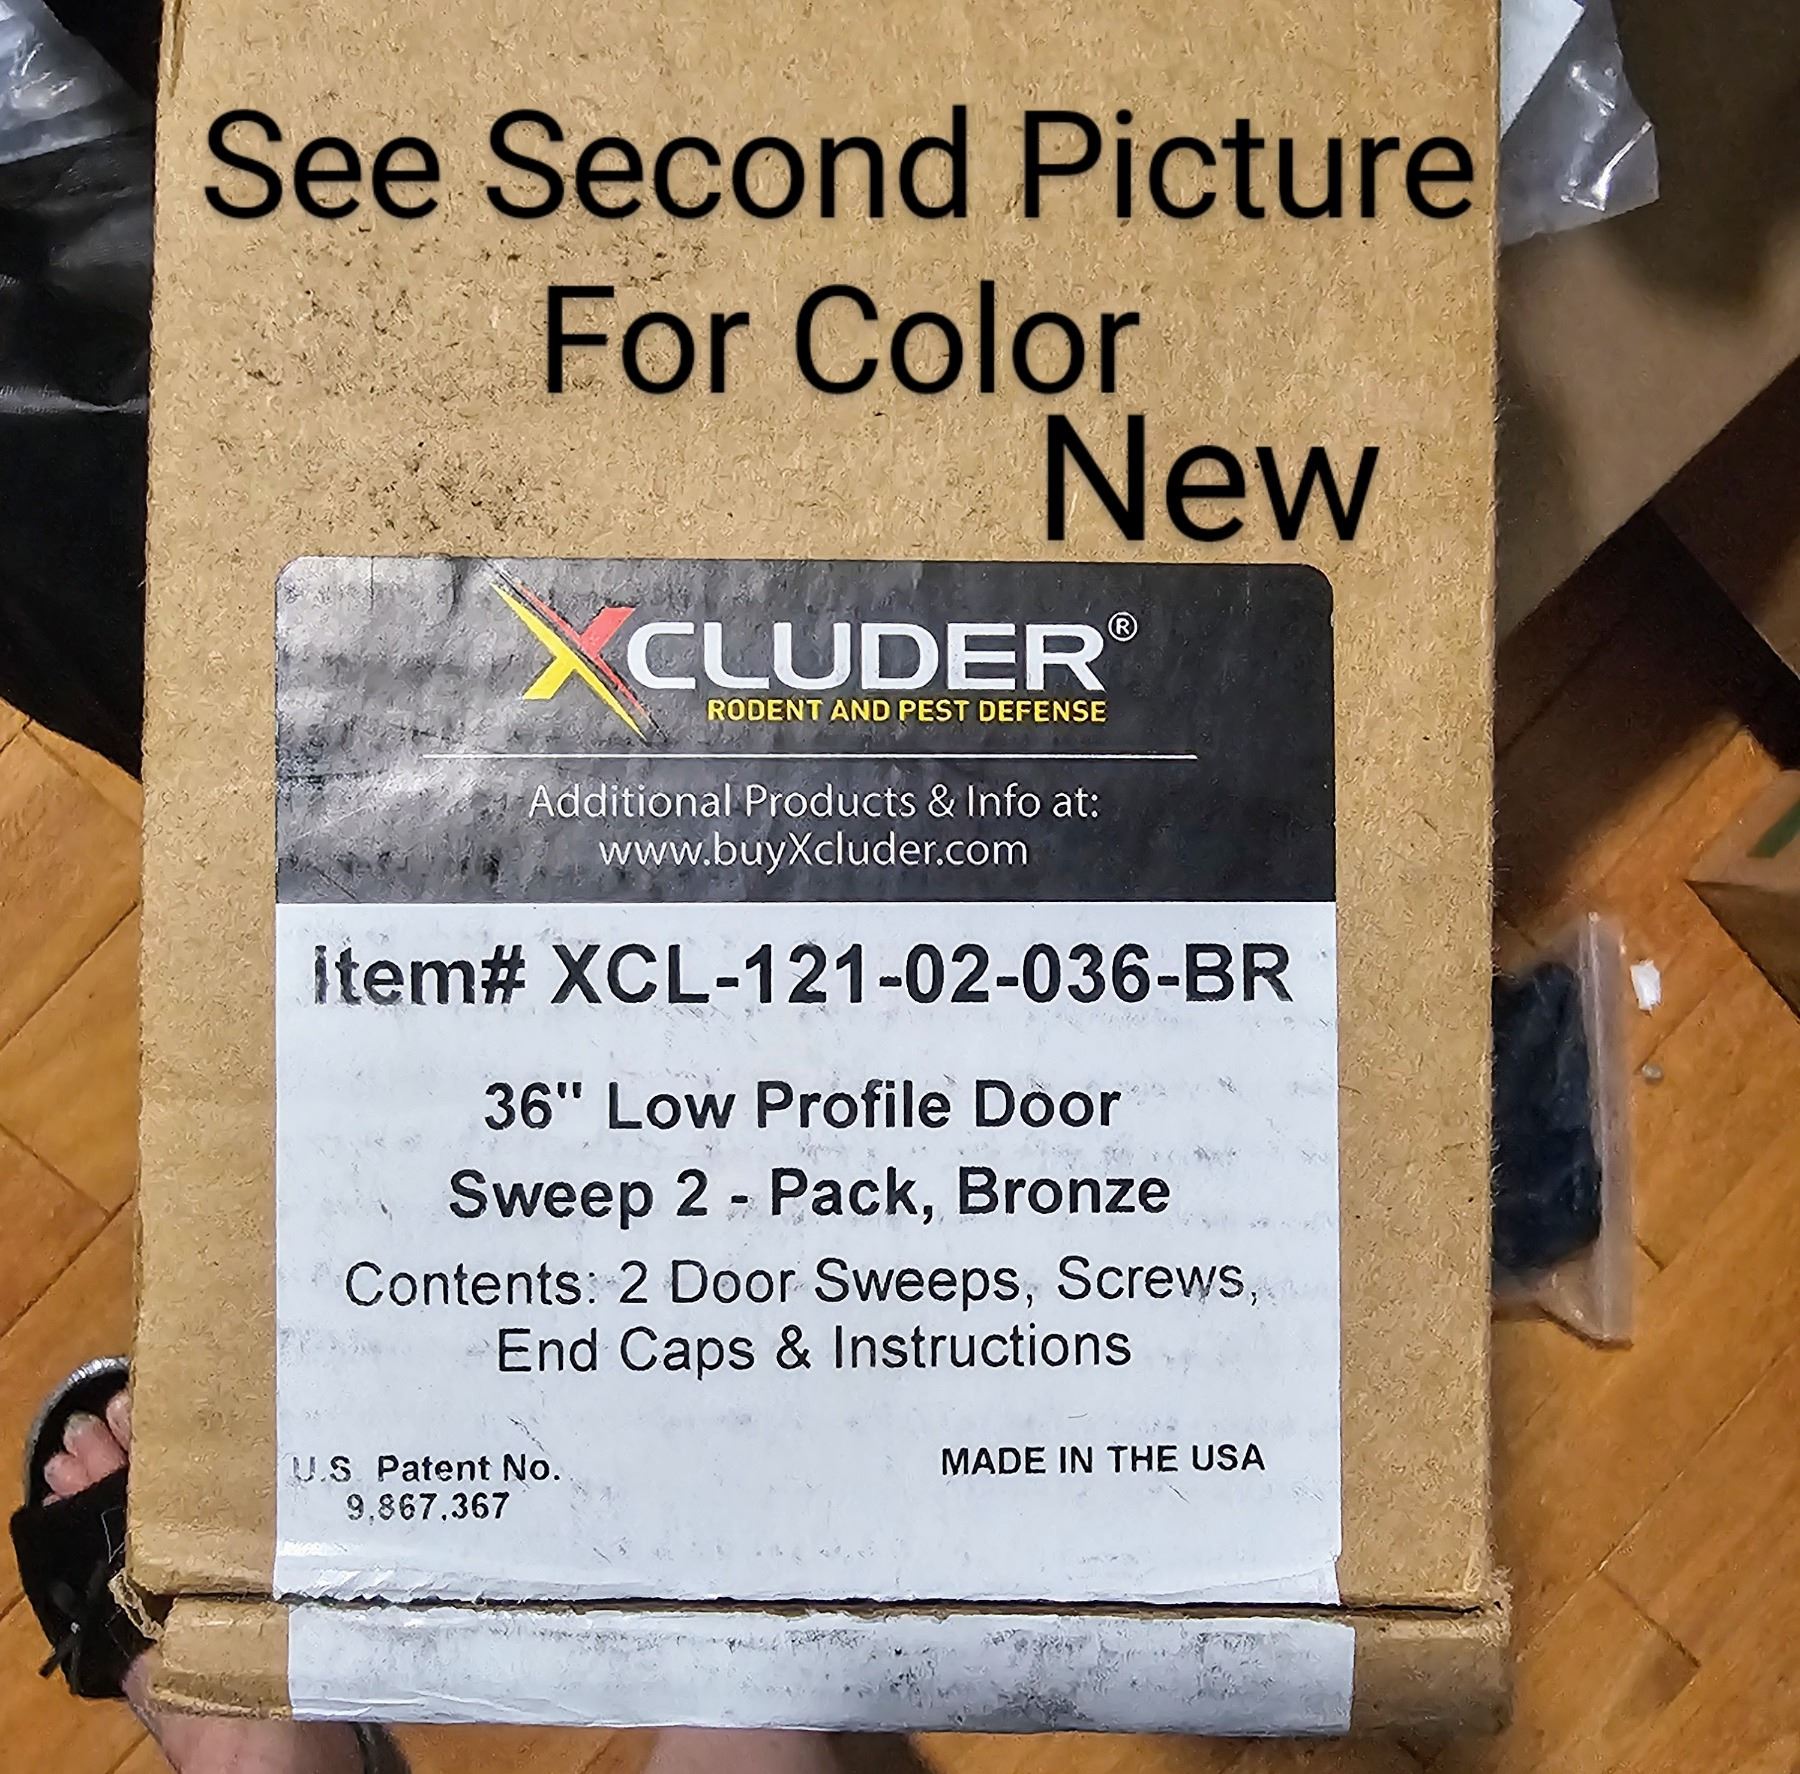 See Second Picture
For Color
New
XCLUDER®
RODENT AND PEST DEFENSE
Additional Products & Info at:
www.buyXcluder.com
Item# XCL-121-02-036-BR
36" Low Profile Door
Sweep 2 - Pack, Bronze
Contents: 2 Door Sweeps, Screws,
End Caps & Instructions
U.S. Patent No.
9,867,367
MADE IN THE USA